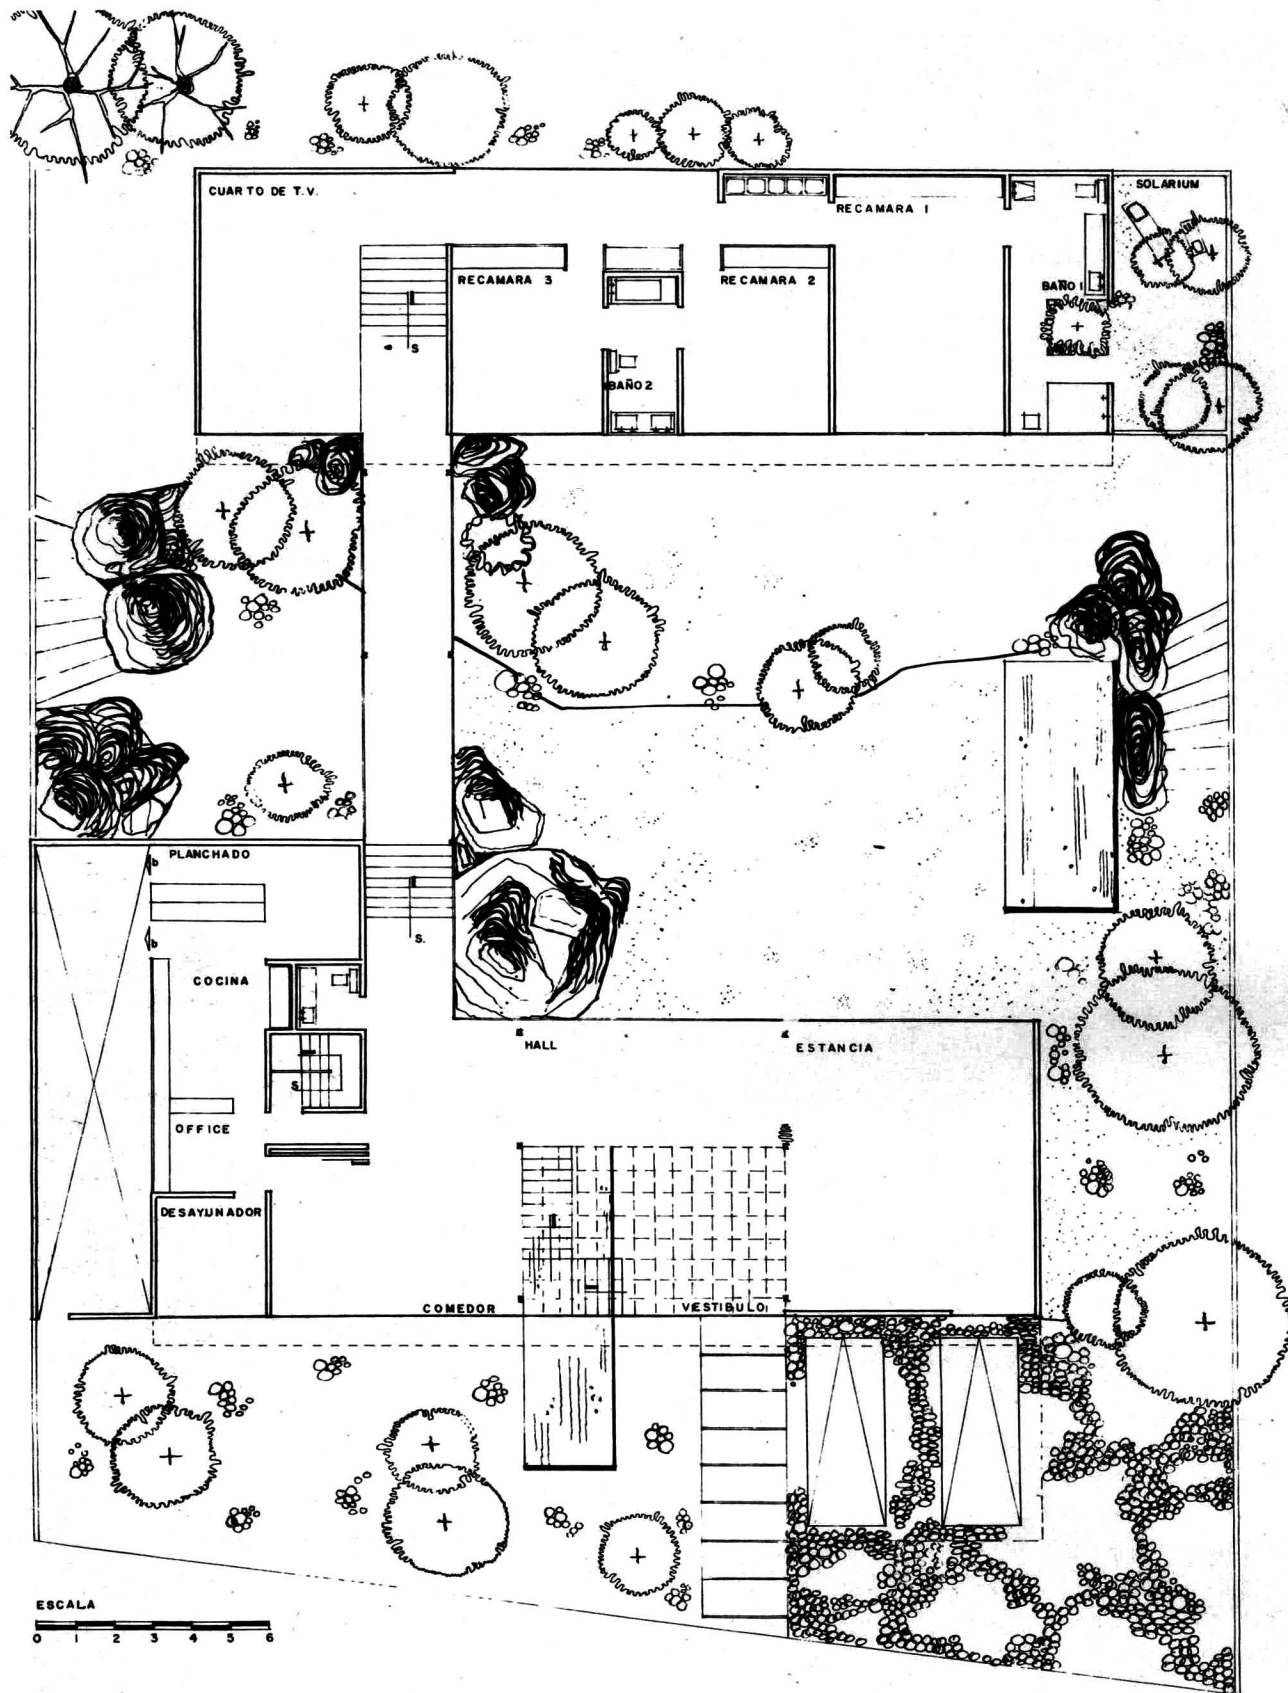 CUARTO DE T.V.
SOLARIUM
RECAMARA 1
RECAMARA 3
RECAMARA 2
BAÑO 1
S
BAÑO 2
PLANCHADO
b
b
S.
COCINA
HALL
ESTANCIA
S
OFFICE
DESAYUNADOR
COMEDOR
VESTIBULO
ESCALA
0 1 2 3 4 5 6